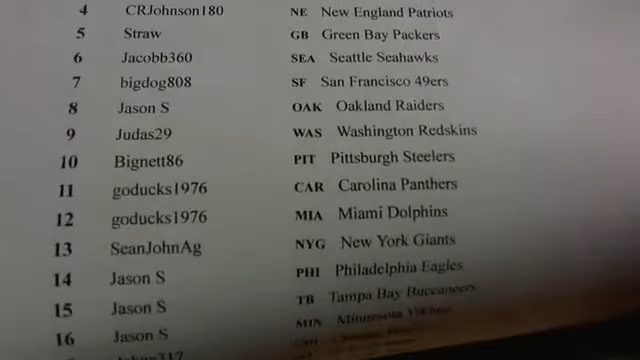 4 CRJohnson180 NE New England Patriots
5 Straw GB Green Bay Packers
6 Jacobb360 SEA Seattle Seahawks
7 bigdog808 SF San Francisco 49ers
8 Jason S OAK Oakland Raiders
9 Judas29 WAS Washington Redskins
10 Bignett86 PIT Pittsburgh Steelers
11 goducks1976 CAR Carolina Panthers
12 goducks1976 MIA Miami Dolphins
13 SeanJohnAg NYG New York Giants
14 Jason S PHI Philadelphia Eagles
15 Jason S TB Tampa Bay Buccaneers
16 Jason S MIN Minnesota Vikings